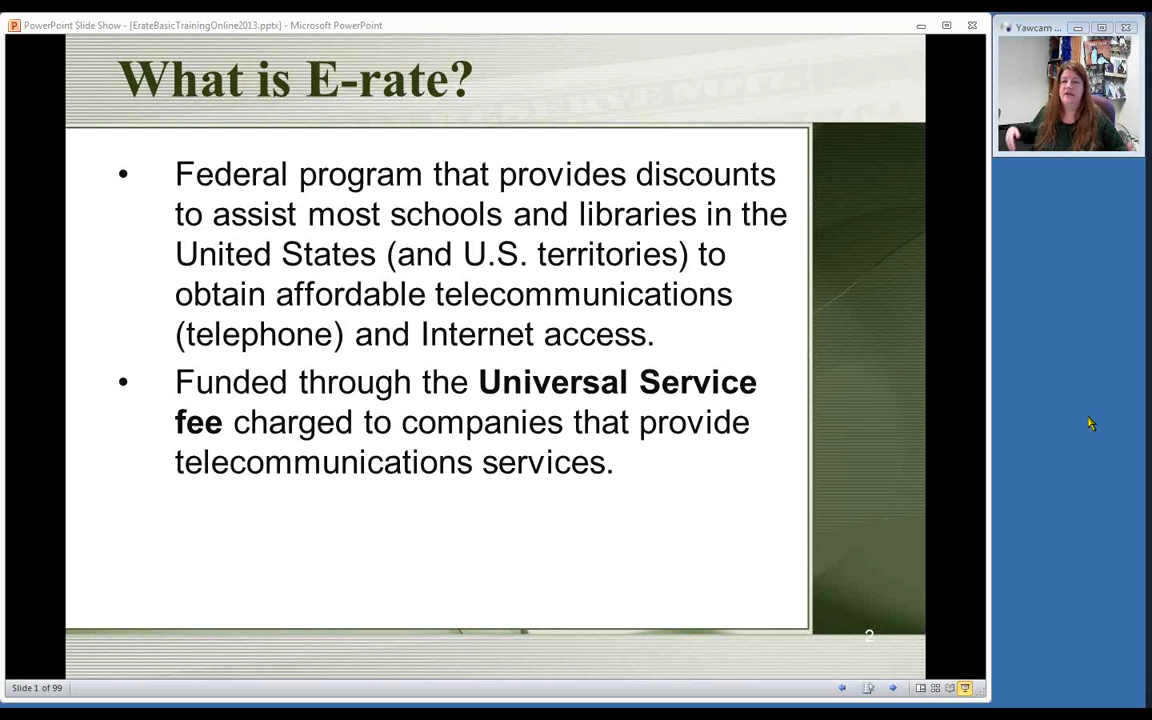 PowerPoint Slide Show - [ErateBasicTrainingOnline2013.pptx] - Microsoft PowerPoint
Yawcam ...
What is E-rate?
• Federal program that provides discounts
to assist most schools and libraries in the
United States (and U.S. territories) to
obtain affordable telecommunications
(telephone) and Internet access.
• Funded through the Universal Service
fee charged to companies that provide
telecommunications services.
2
Slide 1 of 99